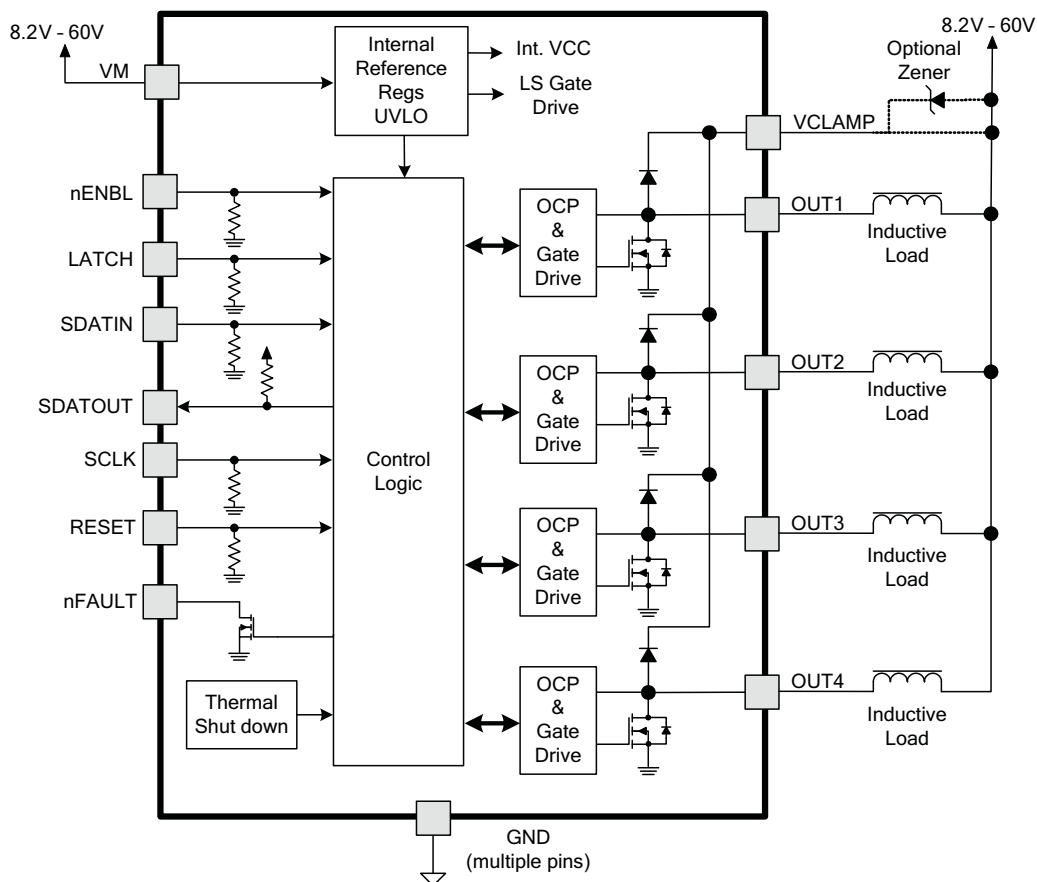 8.2V - 60V
VM
Internal
Reference
Regs
UVLO
Int. VCC
LS Gate
Drive
8.2V - 60V
Optional
Zener
VCLAMP
nENBL
LATCH
SDATIN
SDATOUT
SCLK
RESET
nFAULT
Thermal
Shut down
Control
Logic
OCP
&
Gate
Drive
OUT1
Inductive
Load
OCP
&
Gate
Drive
OUT2
Inductive
Load
OCP
&
Gate
Drive
OUT3
Inductive
Load
OCP
&
Gate
Drive
OUT4
Inductive
Load
GND
(multiple pins)